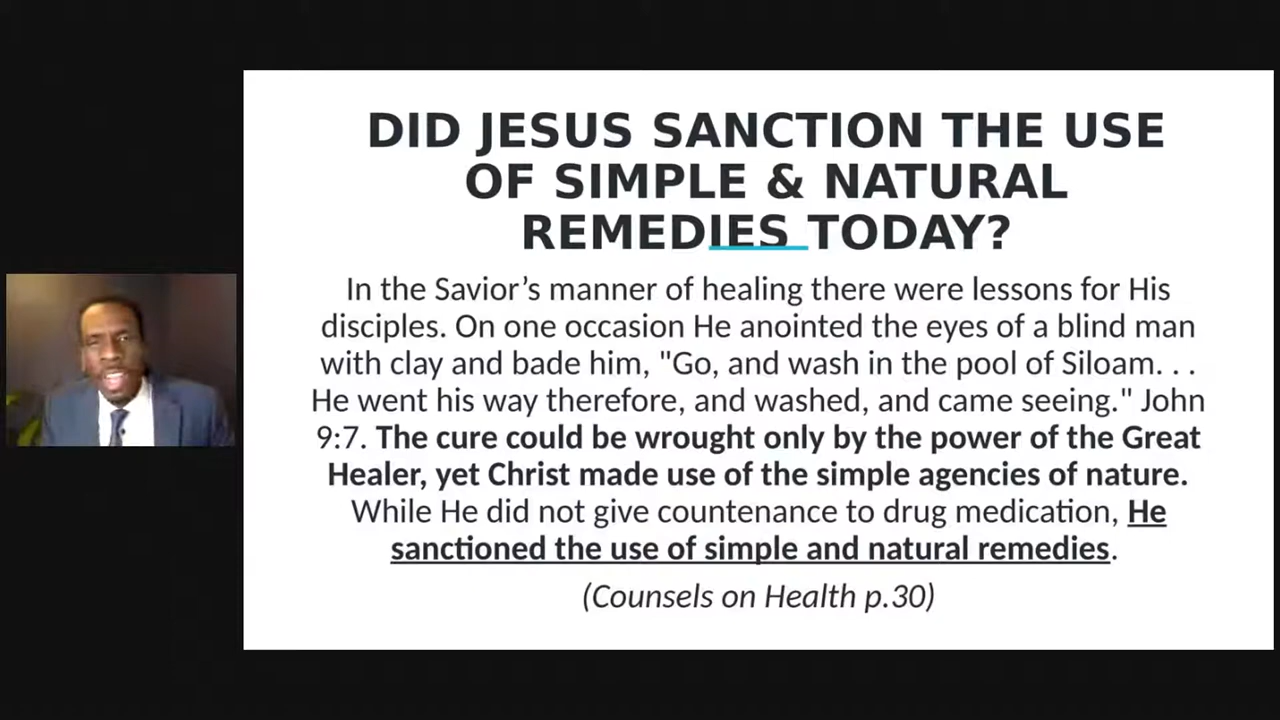 DID JESUS SANCTION THE USE
OF SIMPLE & NATURAL
REMEDIES TODAY?
In the Savior’s manner of healing there were lessons for His
disciples. On one occasion He anointed the eyes of a blind man
with clay and bade him, "Go, and wash in the pool of Siloam. . .
He went his way therefore, and washed, and came seeing." John
9:7. The cure could be wrought only by the power of the Great
Healer, yet Christ made use of the simple agencies of nature.
While He did not give countenance to drug medication, He
sanctioned the use of simple and natural remedies.
(Counsels on Health p.30)